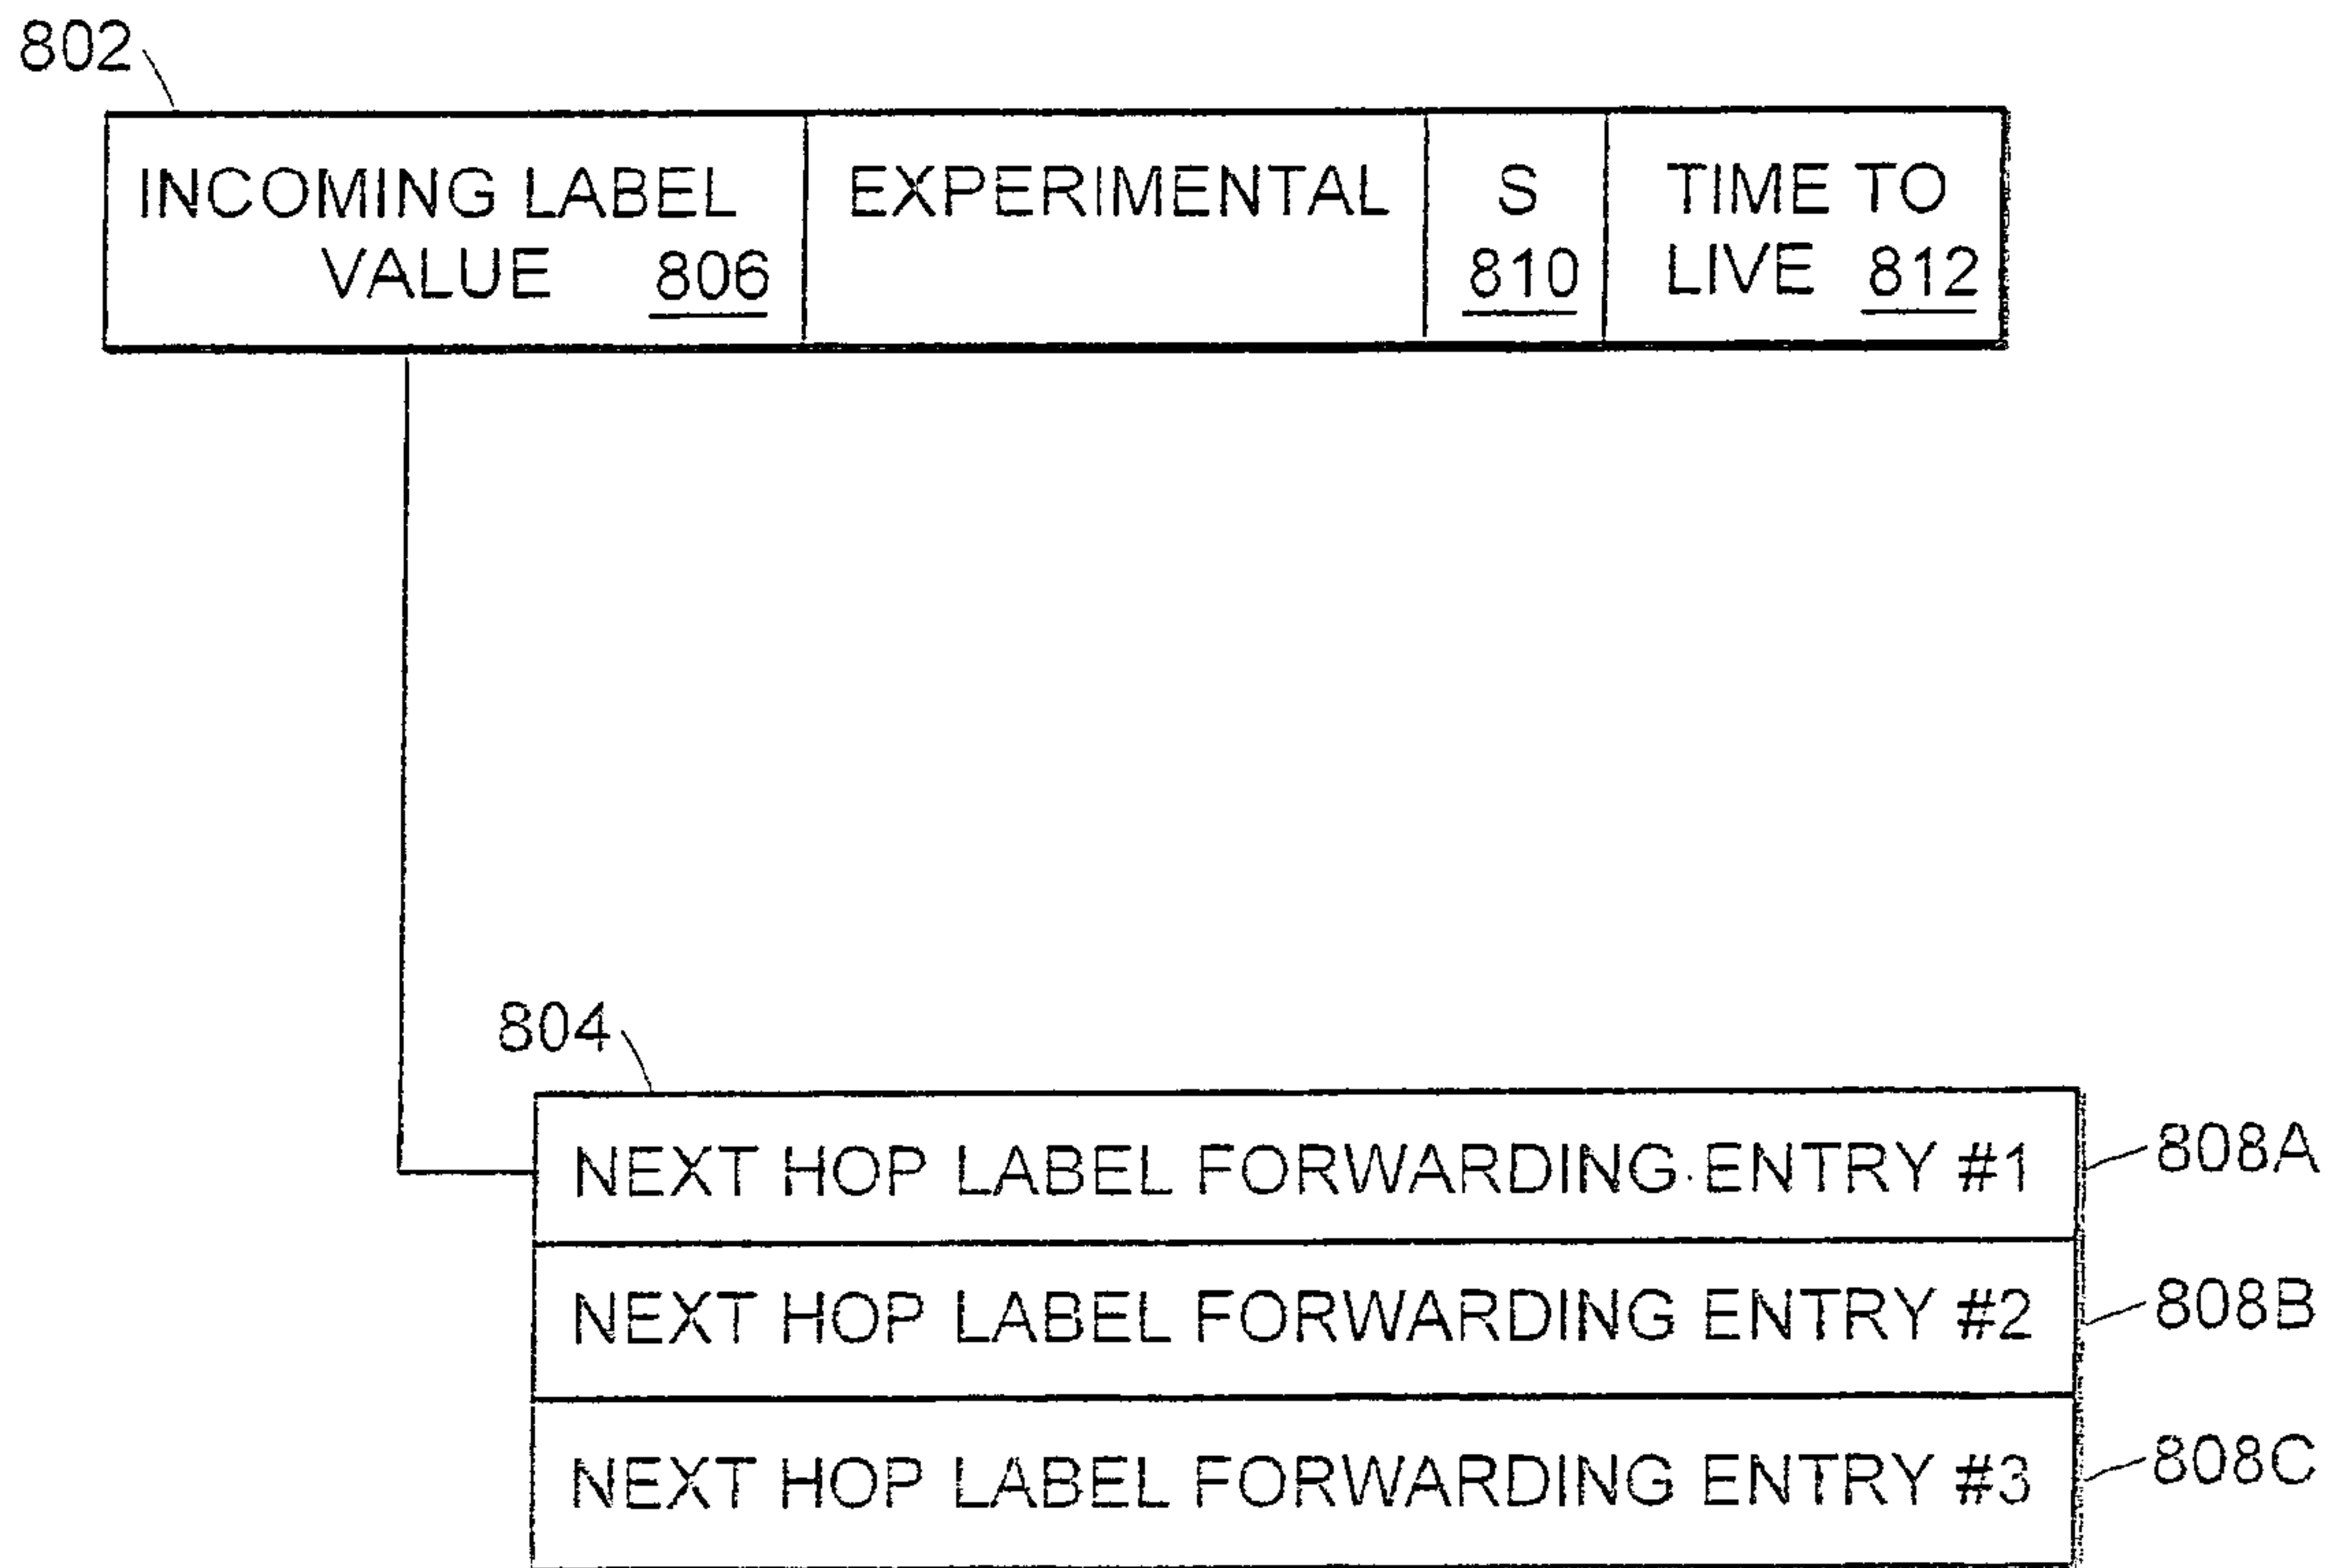 802
INCOMING LABEL
VALUE 806
EXPERIMENTAL
S
810
TIME TO
LIVE 812
804
NEXT HOP LABEL FORWARDING ENTRY #1
808A
NEXT HOP LABEL FORWARDING ENTRY #2
808B
NEXT HOP LABEL FORWARDING ENTRY #3
808C